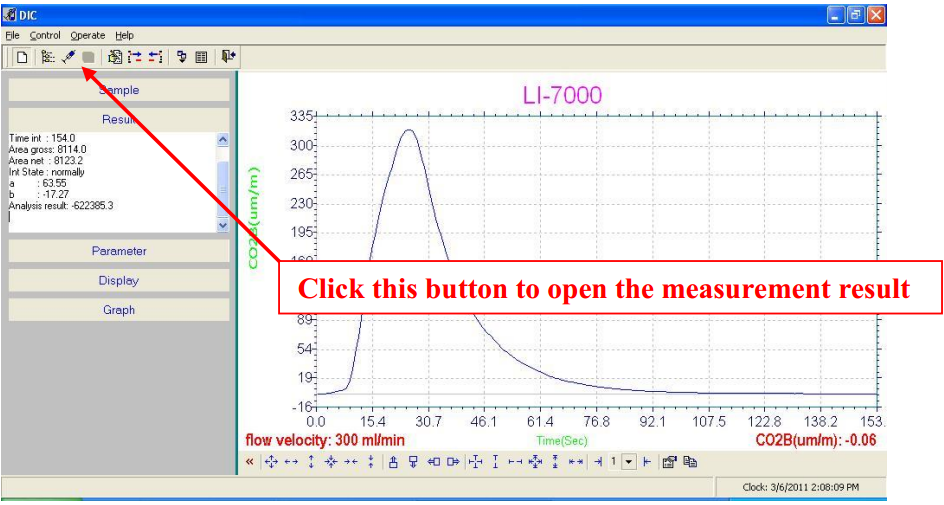 DIC
File Control Operate Help
Sample
Result
Time int : 154.0
Area gross: 8114.0
Area net : 8123.2
Int State : normally
a : 63.55
b : -17.27
Analysis result: -622385.3
Parameter
Display
Graph
LI-7000
CO2B(um/m)
335
300
265
230
195
Click this button to open the measurement result
89
54
19
-16
0.0 15.4 30.7 46.1 61.4 76.8 92.1 107.5 122.8 138.2 153.
flow velocity: 300 ml/min
Time(Sec)
CO2B(um/m): -0.06
1
Clock: 3/6/2011 2:08:09 PM